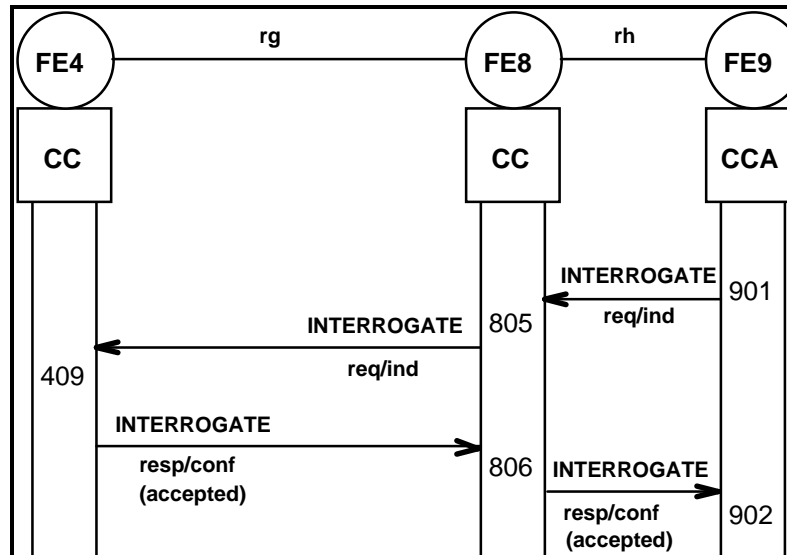 rg
rh
FE4
FE8
FE9
CC
CC
CCA
INTERROGATE
901
req/ind
INTERROGATE
805
req/ind
409
INTERROGATE
resp/conf
(accepted)
806
INTERROGATE
resp/conf
(accepted)
902